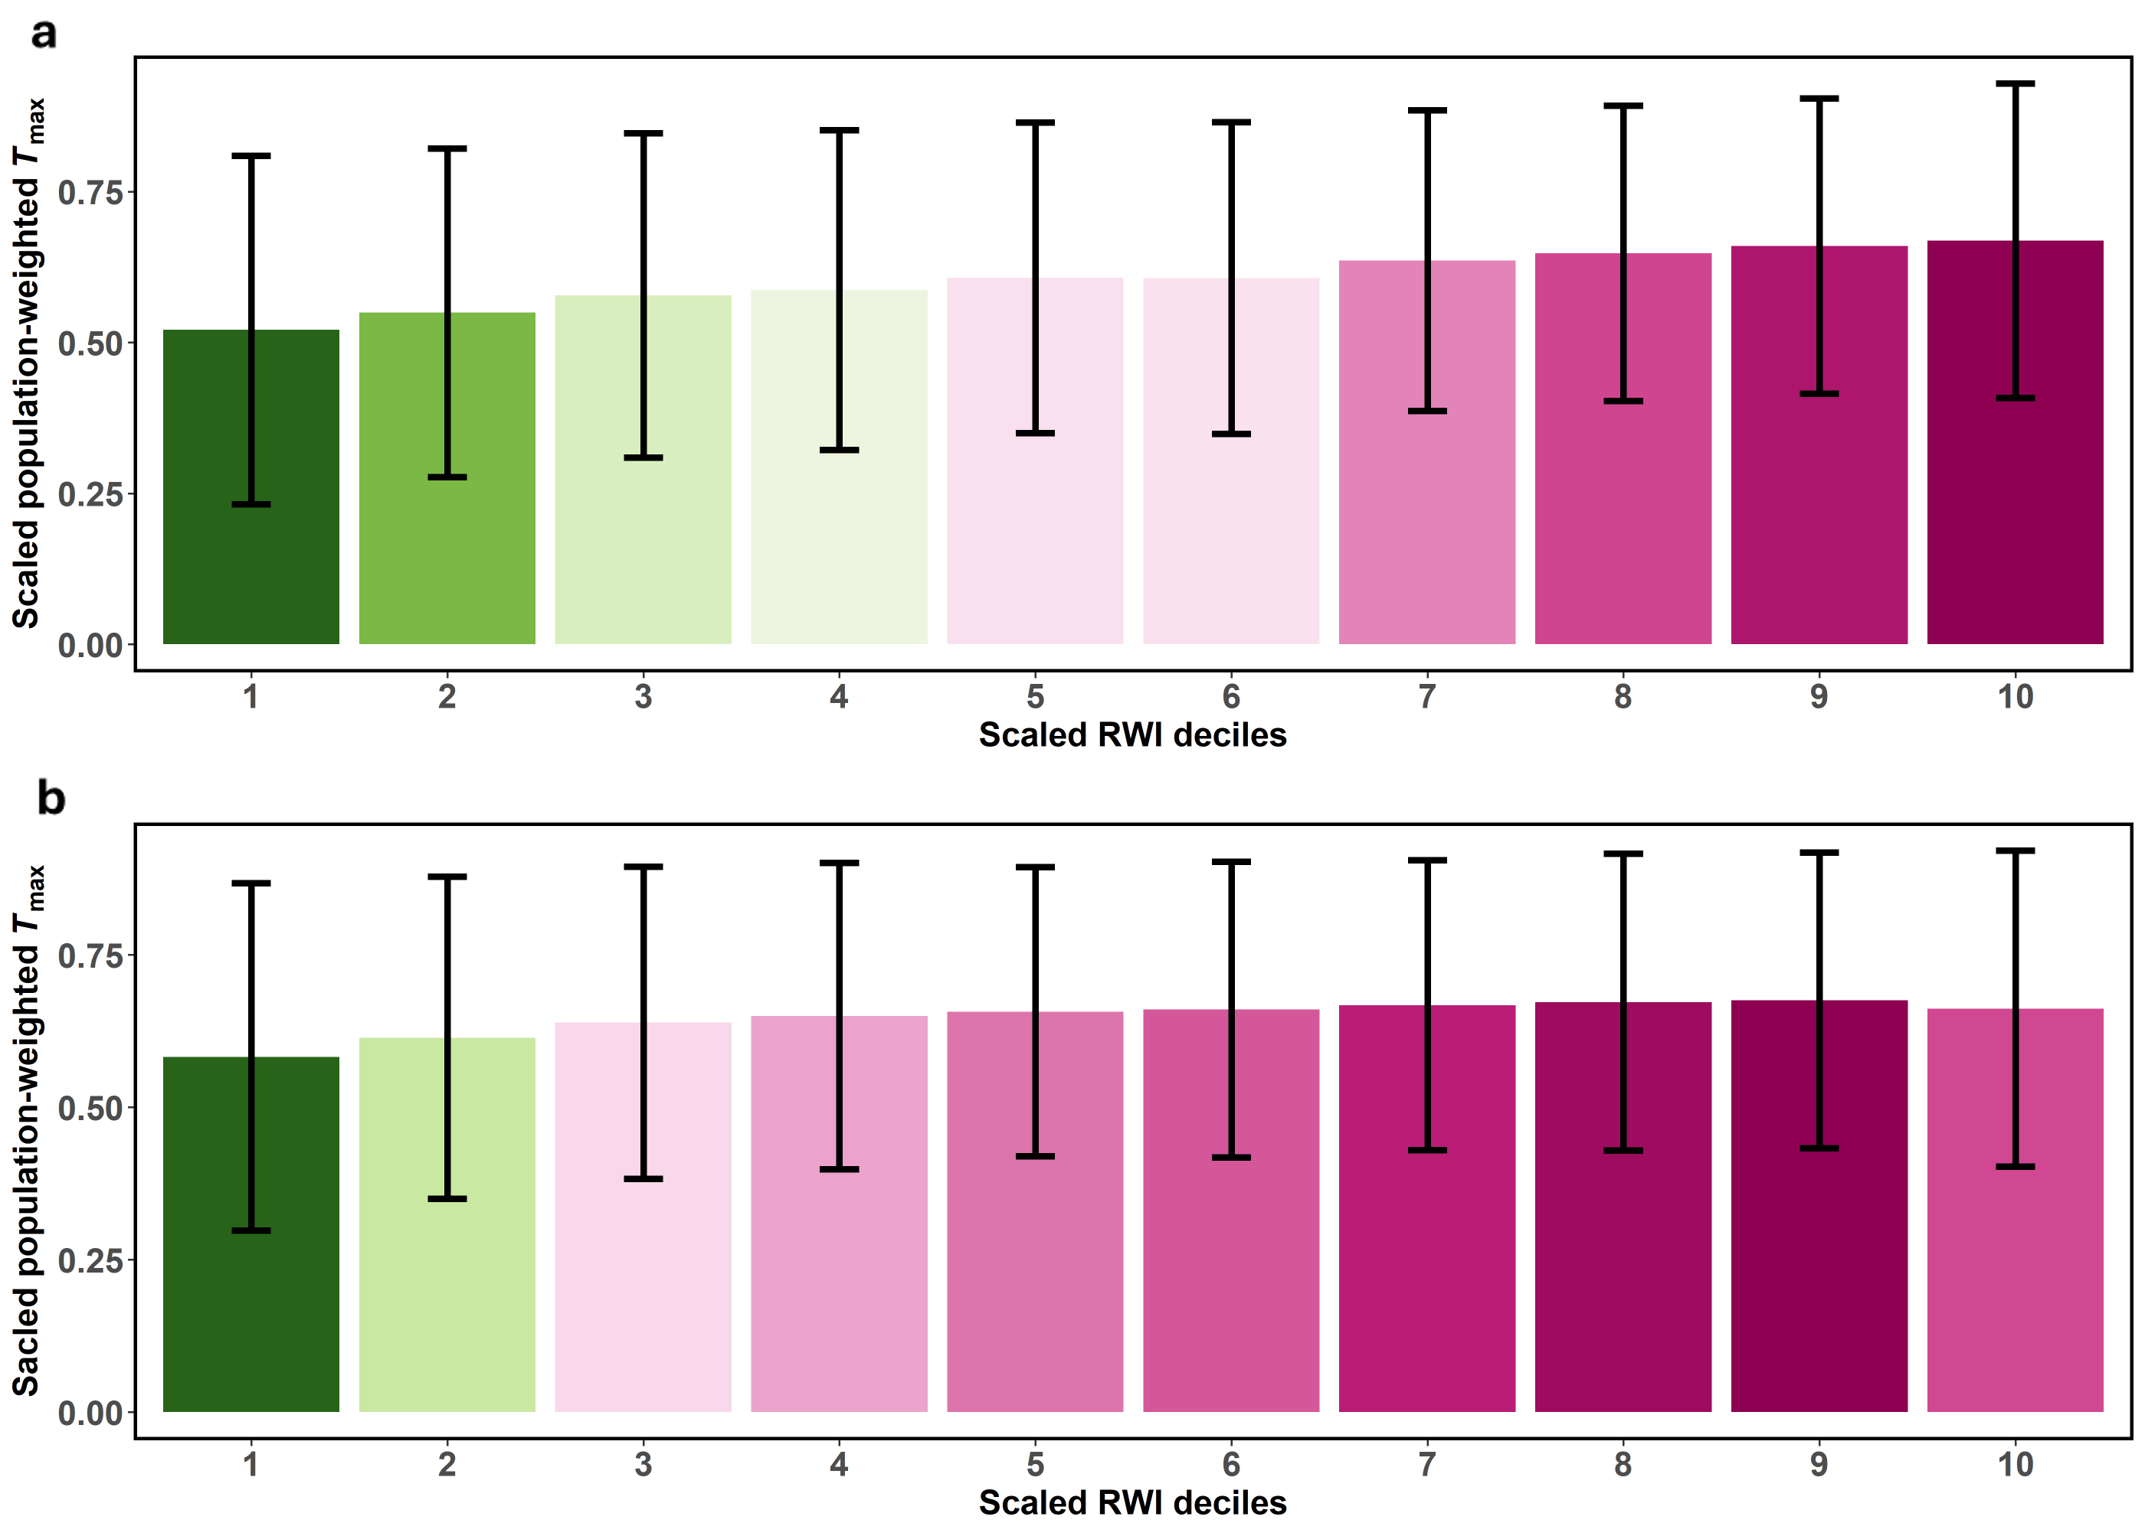 a
Scaled population-weighted Tmax
0.75
0.50
0.25
0.00
1 2 3 4 5 6 7 8 9 10
Scaled RWI deciles
b
Sacled population-weighted Tmax
0.75
0.50
0.25
0.00
1 2 3 4 5 6 7 8 9 10
Scaled RWI deciles